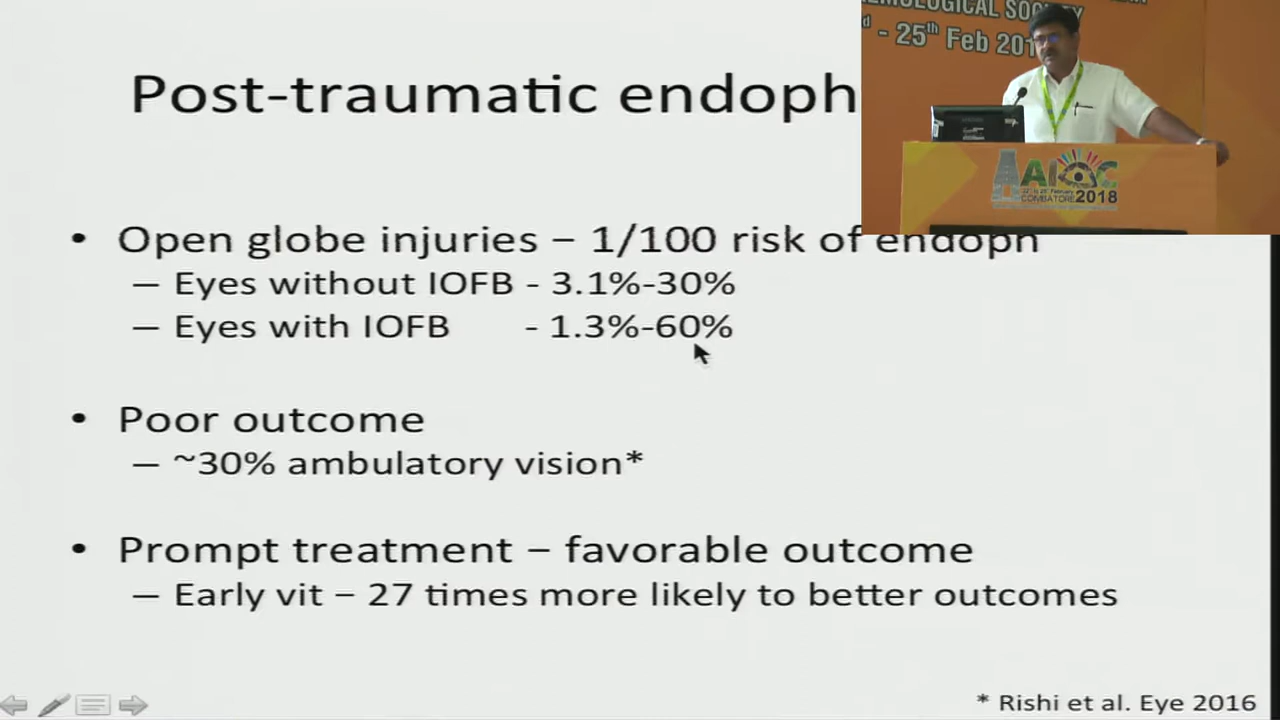 Post-traumatic endoph
• Open globe injuries – 1/100 risk of endoph
– Eyes without IOFB - 3.1%-30%
– Eyes with IOFB - 1.3%-60%
• Poor outcome
– ~30% ambulatory vision*
• Prompt treatment – favorable outcome
– Early vit – 27 times more likely to better outcomes
* Rishi et al. Eye 2016
- 25th Feb 201
AIOC
COIMBATORE 2018